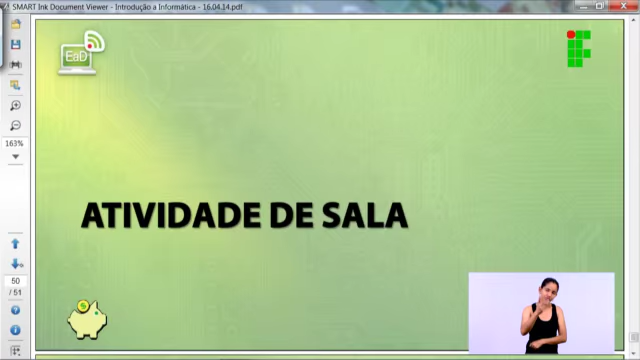 SMART Ink Document Viewer - Introdução a Informática - 16.04.14.pdf
EaD
163%
ATIVIDADE DE SALA
50
/ 51
$